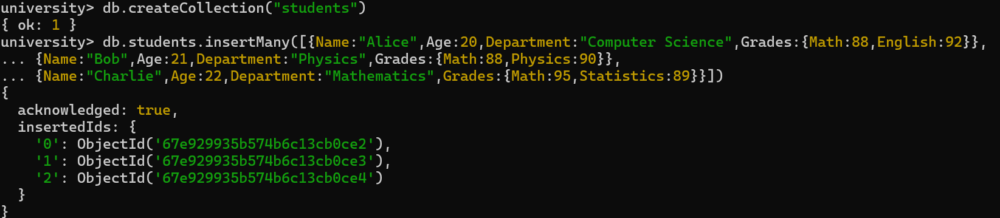 university> db.createCollection("students")
{ ok: 1 }
university> db.students.insertMany([{Name:"Alice",Age:20,Department:"Computer Science",Grades:{Math:88,English:92}},
... {Name:"Bob",Age:21,Department:"Physics",Grades:{Math:88,Physics:90}},
... {Name:"Charlie",Age:22,Department:"Mathematics",Grades:{Math:95,Statistics:89}}])
{
  acknowledged: true,
  insertedIds: {
    '0': ObjectId('67e929935b574b6c13cb0ce2'),
    '1': ObjectId('67e929935b574b6c13cb0ce3'),
    '2': ObjectId('67e929935b574b6c13cb0ce4')
  }
}